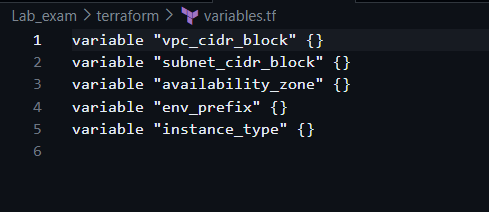 Lab_exam > terraform > variables.tf
1 variable "vpc_cidr_block" {}
2 variable "subnet_cidr_block" {}
3 variable "availability_zone" {}
4 variable "env_prefix" {}
5 variable "instance_type" {}
6